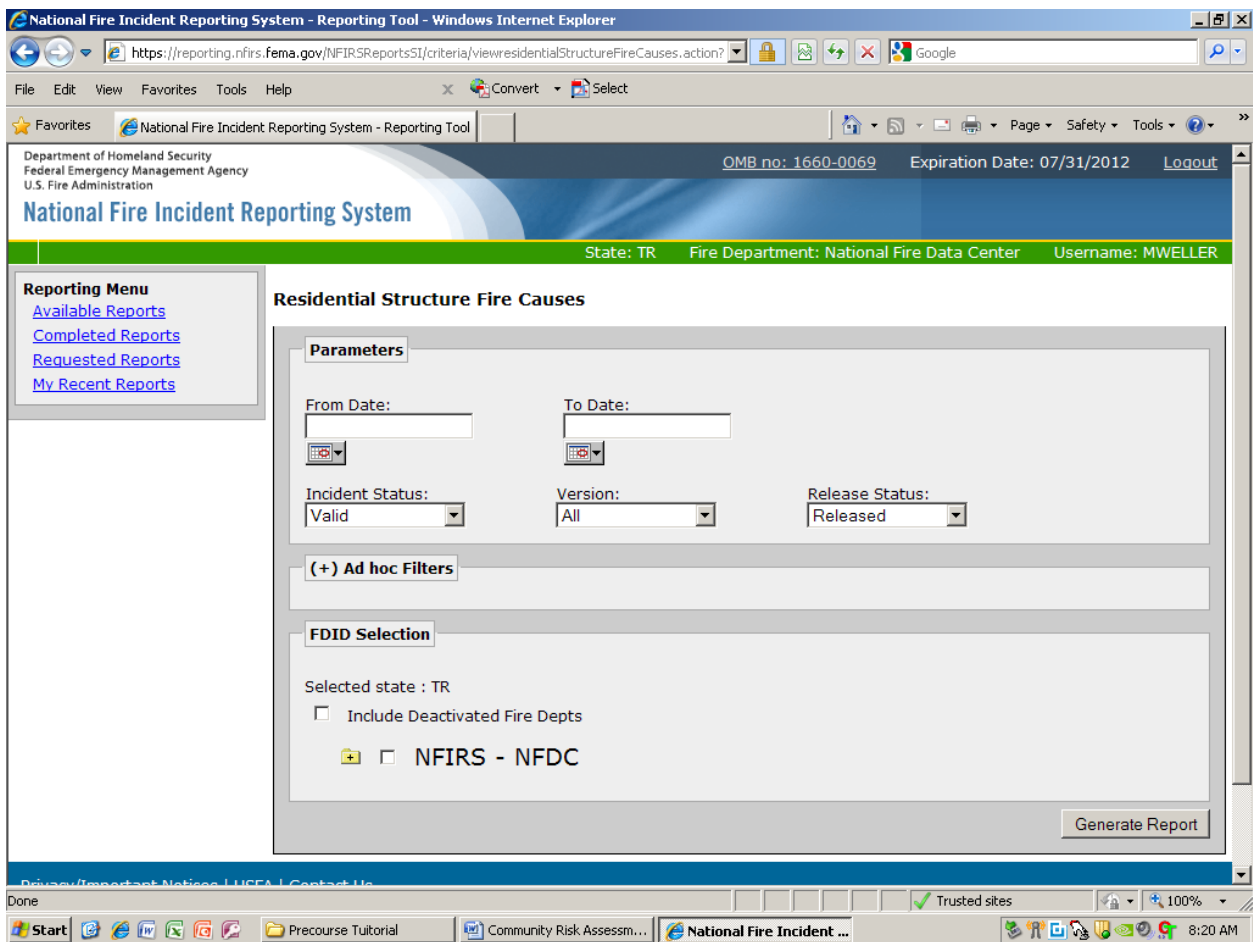 National Fire Incident Reporting System - Reporting Tool - Windows Internet Explorer
https://reporting.nfirs.fema.gov/NFIRSReportsSI/criteria/viewresidentialStructureFireCauses.action? Google
File Edit View Favorites Tools Help x Convert Select
Favorites National Fire Incident Reporting System - Reporting Tool Page Safety Tools »
Department of Homeland Security
Federal Emergency Management Agency
U.S. Fire Administration
OMB no: 1660-0069 Expiration Date: 07/31/2012 Logout
National Fire Incident Reporting System
State: TR Fire Department: National Fire Data Center Username: MWELLER
Reporting Menu
Available Reports
Completed Reports
Requested Reports
My Recent Reports
Residential Structure Fire Causes
Parameters
From Date: To Date:
Incident Status: Version: Release Status:
Valid All Released
(+) Ad hoc Filters
FDID Selection
Selected state : TR
Include Deactivated Fire Depts
NFIRS - NFDC
Generate Report
Privacy/Important Notices | USFA | Contact Us
Done Trusted sites 100%
Start Precourse Tuitorial Community Risk Assessm... National Fire Incident ... 8:20 AM